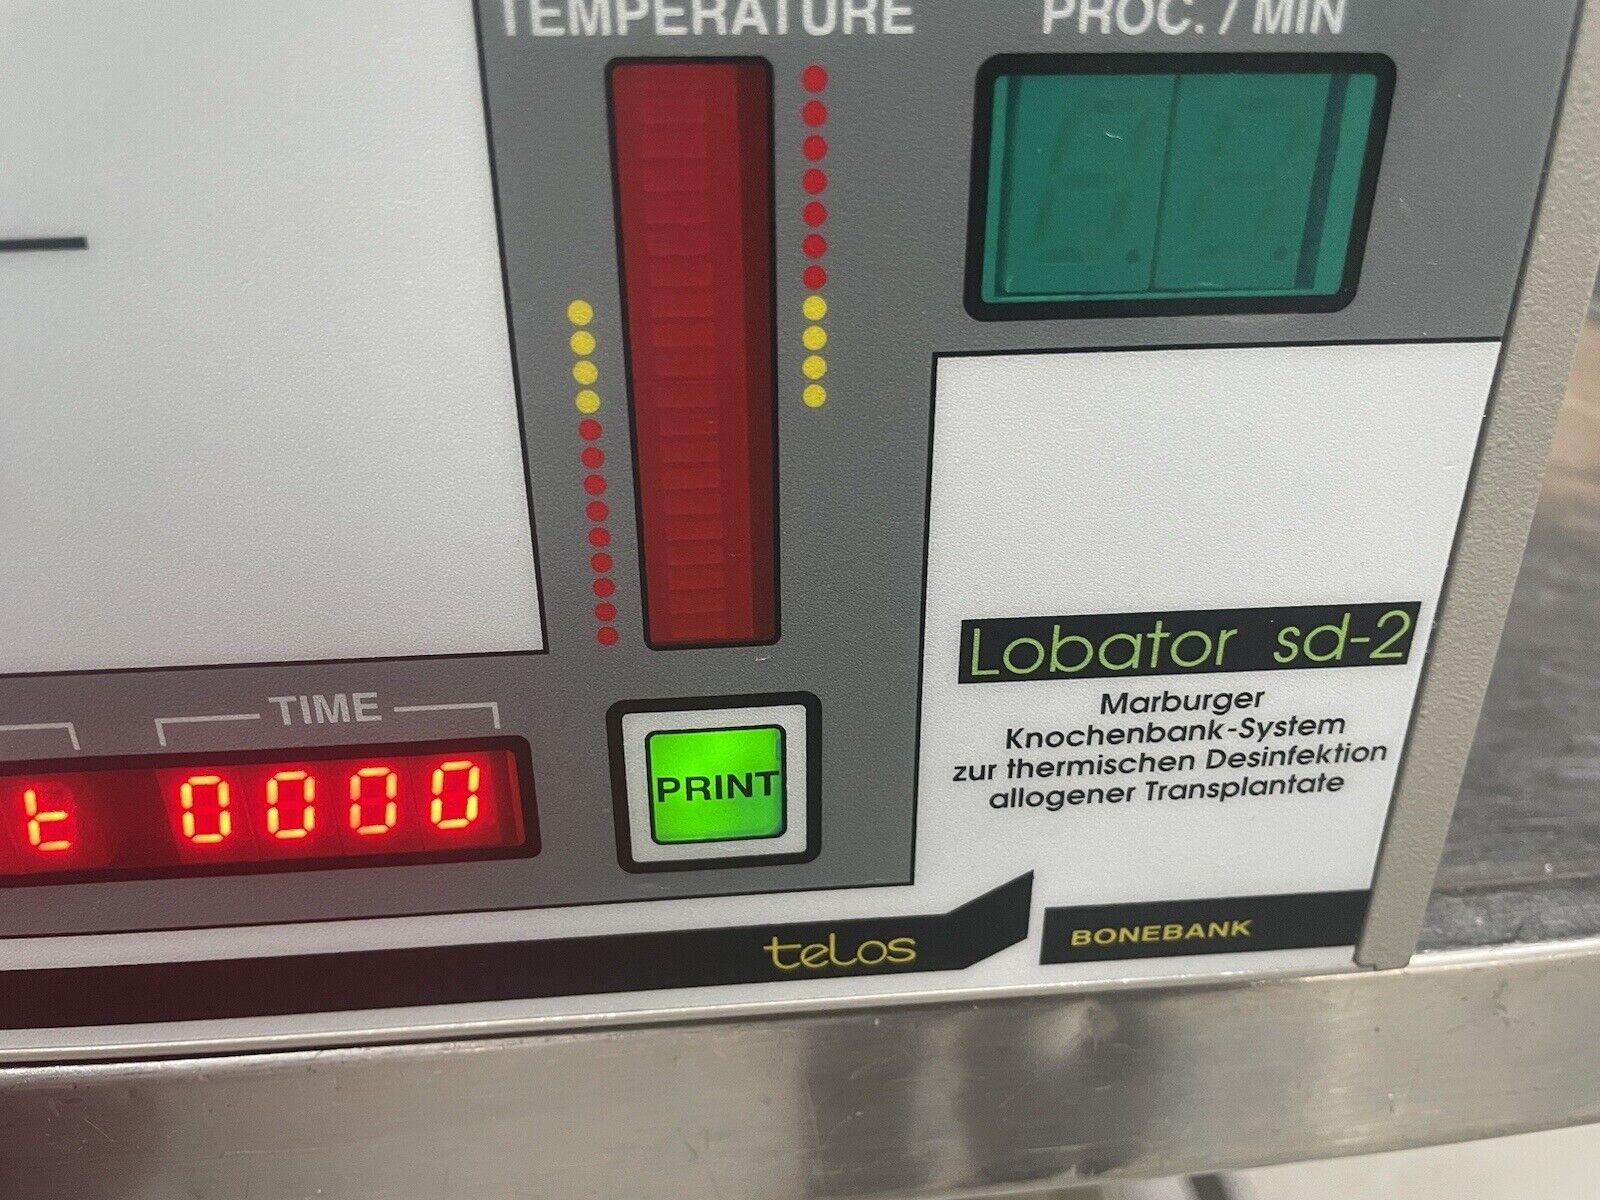 TEMPERATURE
PROC. / MIN
Lobator sd-2
Marburger
Knochenbank-System
zur thermischen Desinfektion
allogener Transplantate
TIME
t 0000
PRINT
telos
BONEBANK